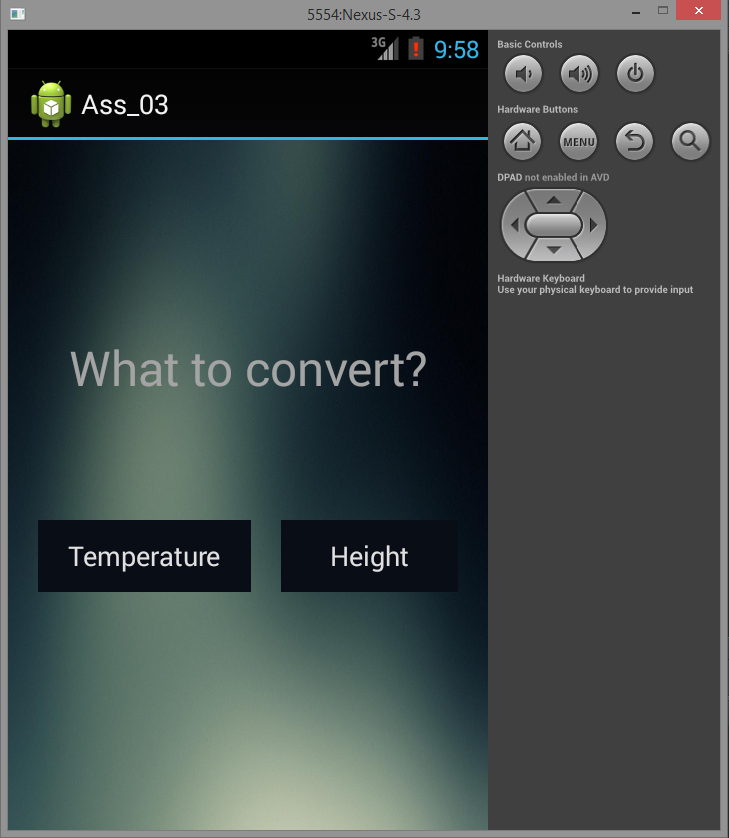 5554:Nexus-S-4.3
3G 9:58
Ass_03
What to convert?
Temperature Height
Basic Controls
Hardware Buttons
MENU
DPAD not enabled in AVD
Hardware Keyboard
Use your physical keyboard to provide input